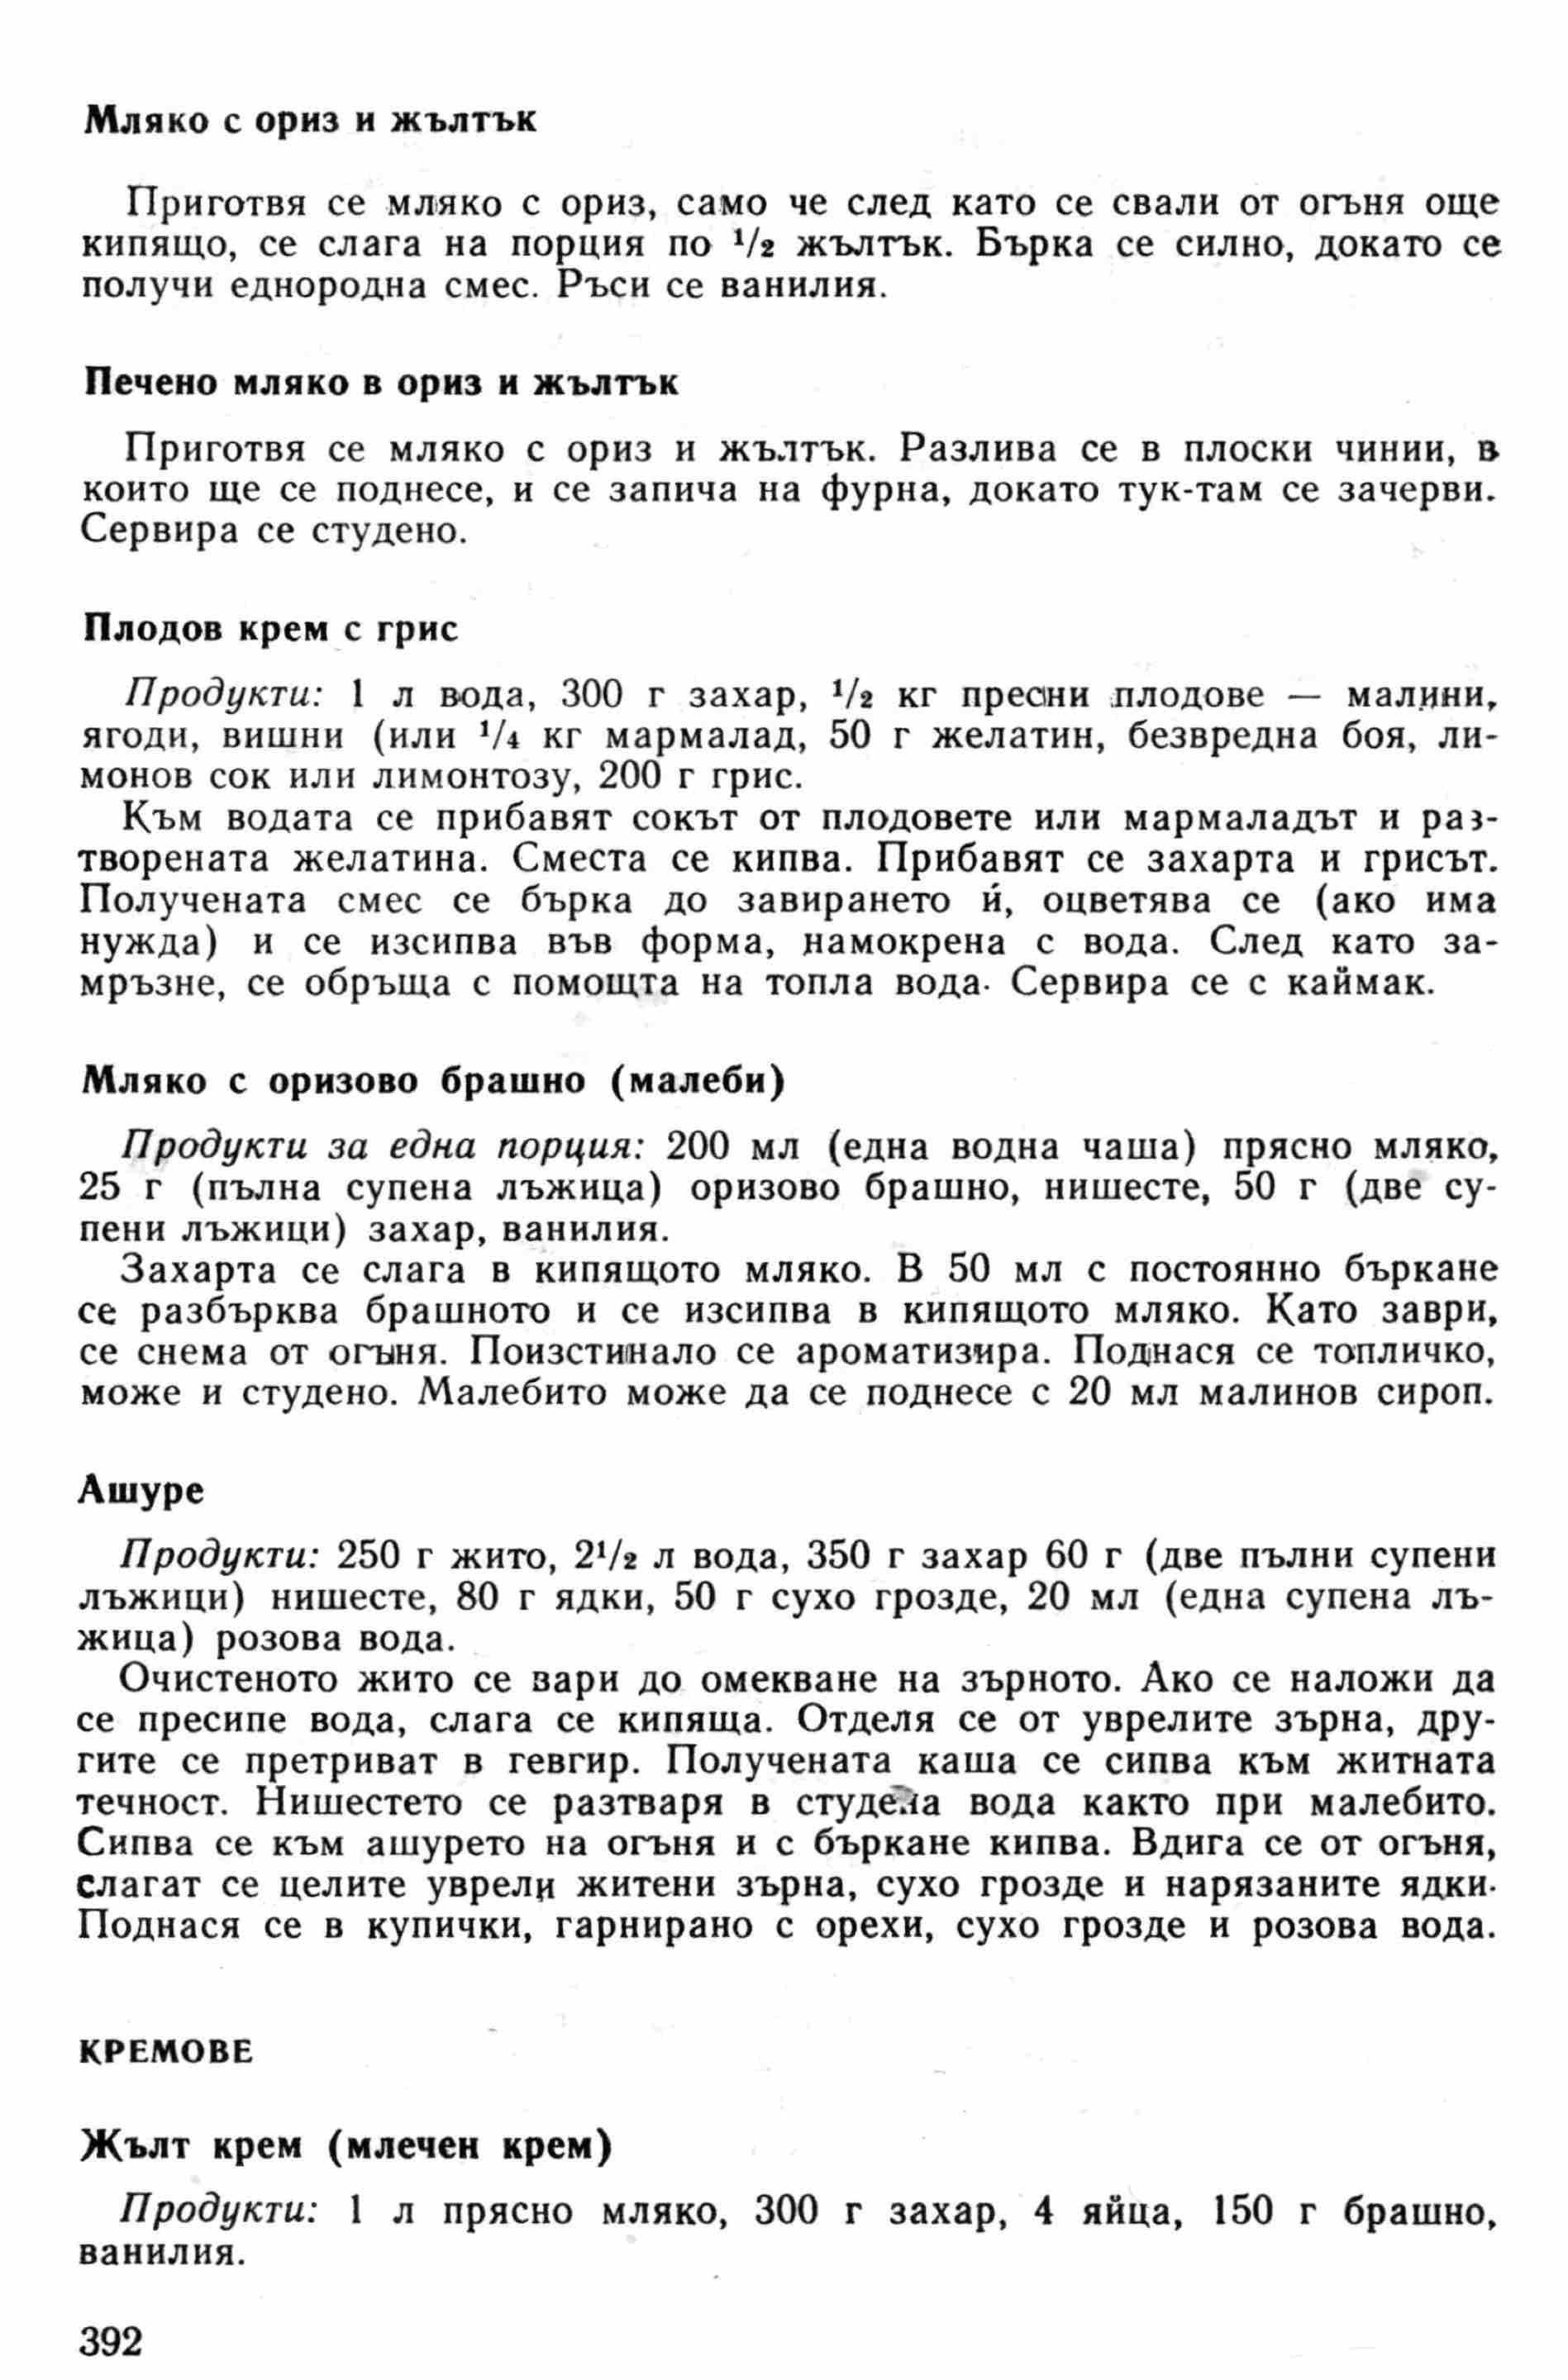 Мляко с ориз и жълтък
Приготвя се мляко с ориз, само че след като се свали от огъня още
кипящо, се слага на порция по 1/2 жълтък. Бърка се силно, докато се
получи еднородна смес. Ръси се ванилия.
Печено мляко в ориз и жълтък
Приготвя се мляко с ориз и жълтък. Разлива се в плоски чинии, в
които ще се поднесе, и се запича на фурна, докато тук-там се зачерви.
Сервира се студено.
Плодов крем с грис
Продукти: 1 л вода, 300 г захар, 1/2 кг пресни плодове — малини,
ягоди, вишни (или 1/4 кг мармалад, 50 г желатин, безвредна боя, ли-
монов сок или лимонтозу, 200 г грис.
Към водата се прибавят сокът от плодовете или мармаладът и раз-
творената желатина. Сместа се кипва. Прибавят се захарта и грисът.
Получената смес се бърка до завирането ѝ, оцветява се (ако има
нужда) и се изсипва във форма, намокрена с вода. След като за-
мръзне, се обръща с помощта на топла вода. Сервира се с каймак.
Мляко с оризово брашно (малеби)
Продукти за една порция: 200 мл (една водна чаша) прясно мляко,
25 г (пълна супена лъжица) оризово брашно, нишесте, 50 г (две су-
пени лъжици) захар, ванилия.
Захарта се слага в кипящото мляко. В 50 мл с постоянно бъркане
се разбърква брашното и се изсипва в кипящото мляко. Като заври,
се снема от огъня. Поизстинало се ароматизира. Поднася се топличко,
може и студено. Малебито може да се поднесе с 20 мл малинов сироп.
Ашуре
Продукти: 250 г жито, 21/2 л вода, 350 г захар 60 г (две пълни супени
лъжици) нишесте, 80 г ядки, 50 г сухо грозде, 20 мл (една супена лъ-
жица) розова вода.
Очистеното жито се вари до омекване на зърното. Ако се наложи да
се пресипе вода, слага се кипяща. Отделя се от уврелите зърна, дру-
гите се претриват в гевгир. Получената каша се сипва към житната
течност. Нишестето се разтваря в студена вода както при малебито.
Сипва се към ашурето на огъня и с бъркане кипва. Вдига се от огъня,
слагат се целите уврели житени зърна, сухо грозде и нарязаните ядки.
Поднася се в купички, гарнирано с орехи, сухо грозде и розова вода.
КРЕМОВЕ
Жълт крем (млечен крем)
Продукти: 1 л прясно мляко, 300 г захар, 4 яйца, 150 г брашно,
ванилия.
392